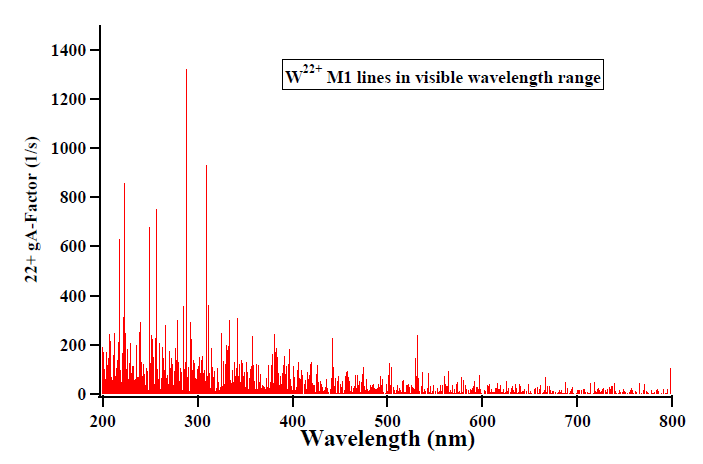 1400
W22+ M1 lines in visible wavelength range
1200
1000
22+ gA-Factor (1/s)
800
600
400
200
0
200 300 400 500 600 700 800
Wavelength (nm)